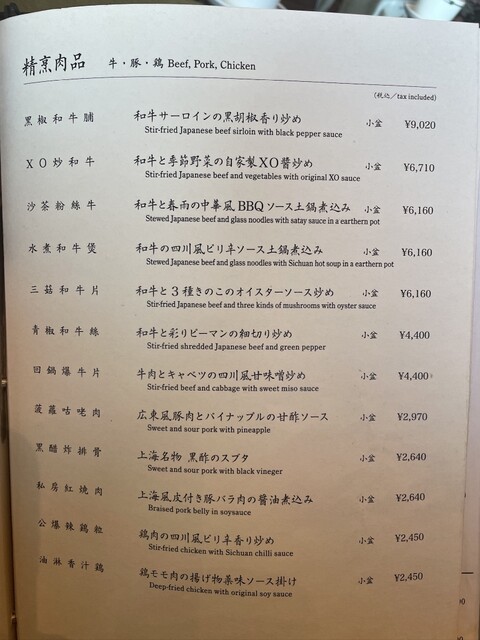 精烹肉品 牛・豚・鶏 Beef, Pork, Chicken
(税込/tax included)
黒椒和牛脯 和牛サーロインの黒胡椒香り炒め 小盆 ¥9,020
Stir-fried Japanese beef sirloin with black pepper sauce
XO炒和牛 和牛と季節野菜の自家製XO醬炒め 小盆 ¥6,710
Stir-fried Japanese beef and vegetables with original XO sauce
沙茶粉絲牛 和牛と春雨の中華風BBQソース土鍋煮込み 小盆 ¥6,160
Stewed Japanese beef and glass noodles with satay sauce in a earthern pot
水煮和牛煲 和牛の四川風ピリ辛ソース土鍋煮込み 小盆 ¥6,160
Stewed Japanese beef and glass noodles with Sichuan hot soup in a earthern pot
三菇和牛片 和牛と3種きのこのオイスターソース炒め 小盆 ¥6,160
Stir-fried Japanese beef and three kinds of mushrooms with oyster sauce
青椒和牛絲 和牛と彩りピーマンの細切り炒め 小盆 ¥4,400
Stir-fried shredded Japanese beef and green pepper
回鍋爆牛片 牛肉とキャベツの四川風甘味噌炒め 小盆 ¥4,400
Stir-fried beef and cabbage with sweet miso sauce
菠蘿咕咾肉 広東風豚肉とパイナップルの甘酢ソース 小盆 ¥2,970
Sweet and sour pork with pineapple
黒醋炸排骨 上海名物 黒酢のスブタ 小盆 ¥2,640
Sweet and sour pork with black vineger
私房紅燒肉 上海風皮付き豚バラ肉の醬油煮込み 小盆 ¥2,640
Braised pork belly in soysauce
公爆辣鶏粒 鶏肉の四川風ピリ辛香り炒め 小盆 ¥2,450
Stir-fried chicken with Sichuan chilli sauce
油淋香汁鶏 鶏モモ肉の揚げ物薬味ソース掛け 小盆 ¥2,450
Deep-fried chicken with original soy sauce